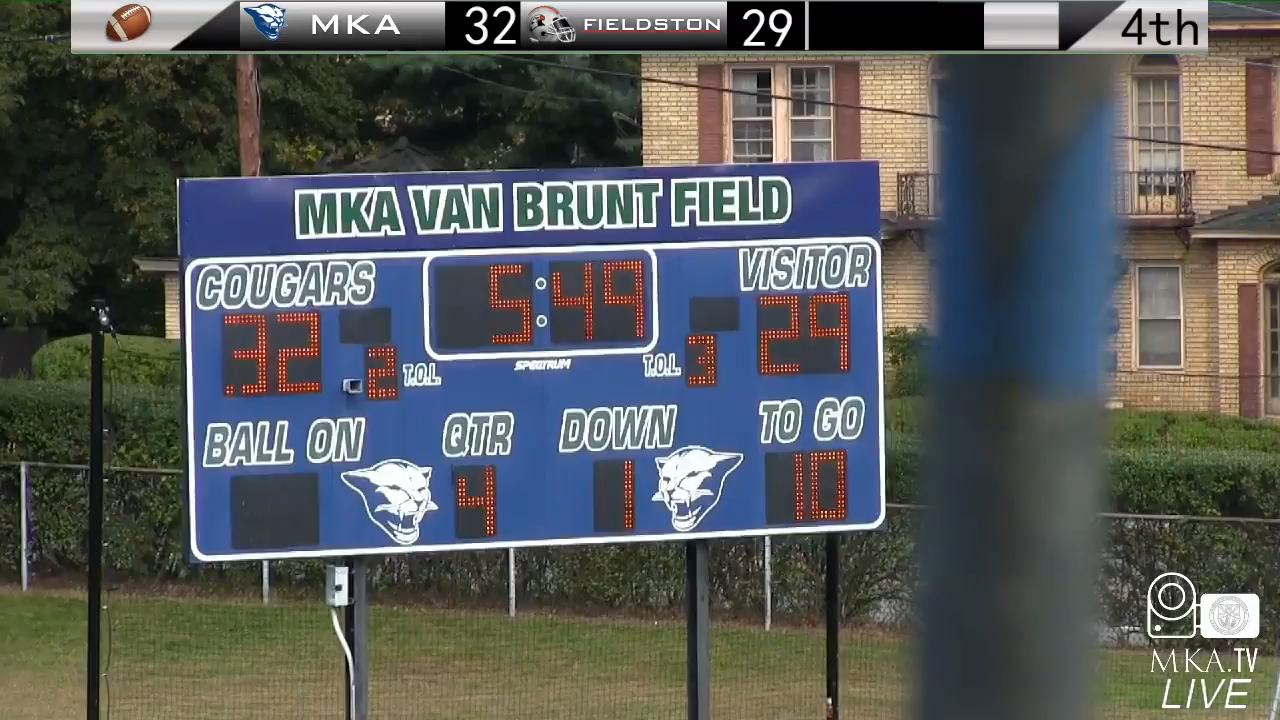 MKA 32 FIELDSTON 29 4th
MKA VAN BRUNT FIELD
COUGARS 5:49 VISITOR
32 2 T.O.L. SPECTRUM T.O.L. 3 29
BALL ON QTR DOWN TO GO
4 1 10
MKA.TV
LIVE